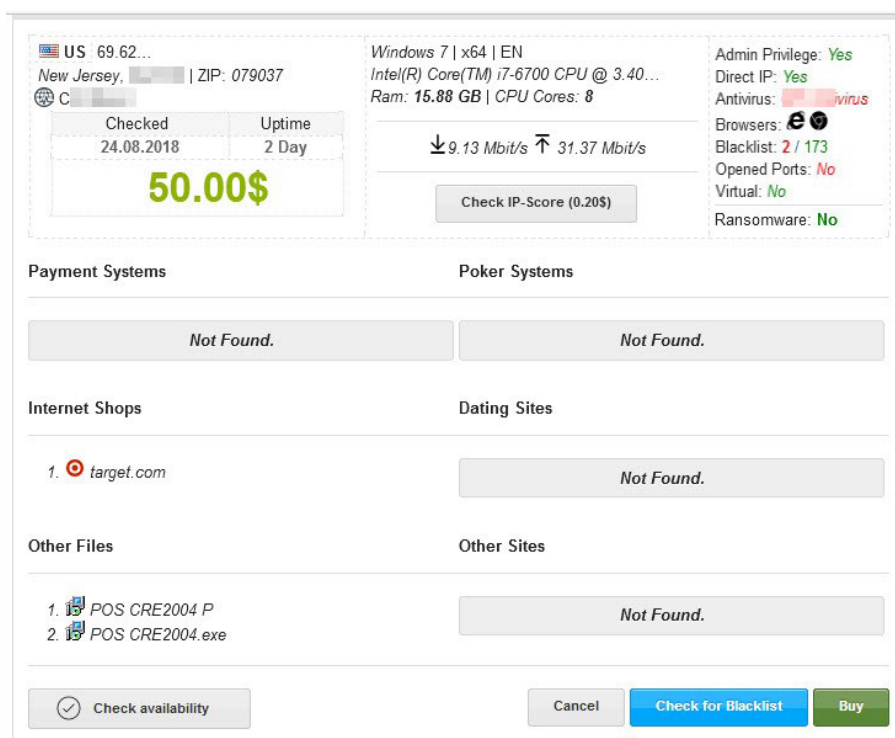 US 69.62...
New Jersey, | ZIP: 079037
C
Checked Uptime
24.08.2018 2 Day
50.00$
Windows 7 | x64 | EN
Intel(R) Core(TM) i7-6700 CPU @ 3.40...
Ram: 15.88 GB | CPU Cores: 8
9.13 Mbit/s 31.37 Mbit/s
Check IP-Score (0.20$)
Admin Privilege: Yes
Direct IP: Yes
Antivirus: virus
Browsers:
Blacklist: 2 / 173
Opened Ports: No
Virtual: No
Ransomware: No
Payment Systems
Not Found.
Poker Systems
Not Found.
Internet Shops
1. target.com
Dating Sites
Not Found.
Other Files
1. POS CRE2004 P
2. POS CRE2004.exe
Other Sites
Not Found.
Check availability
Cancel
Check for Blacklist
Buy